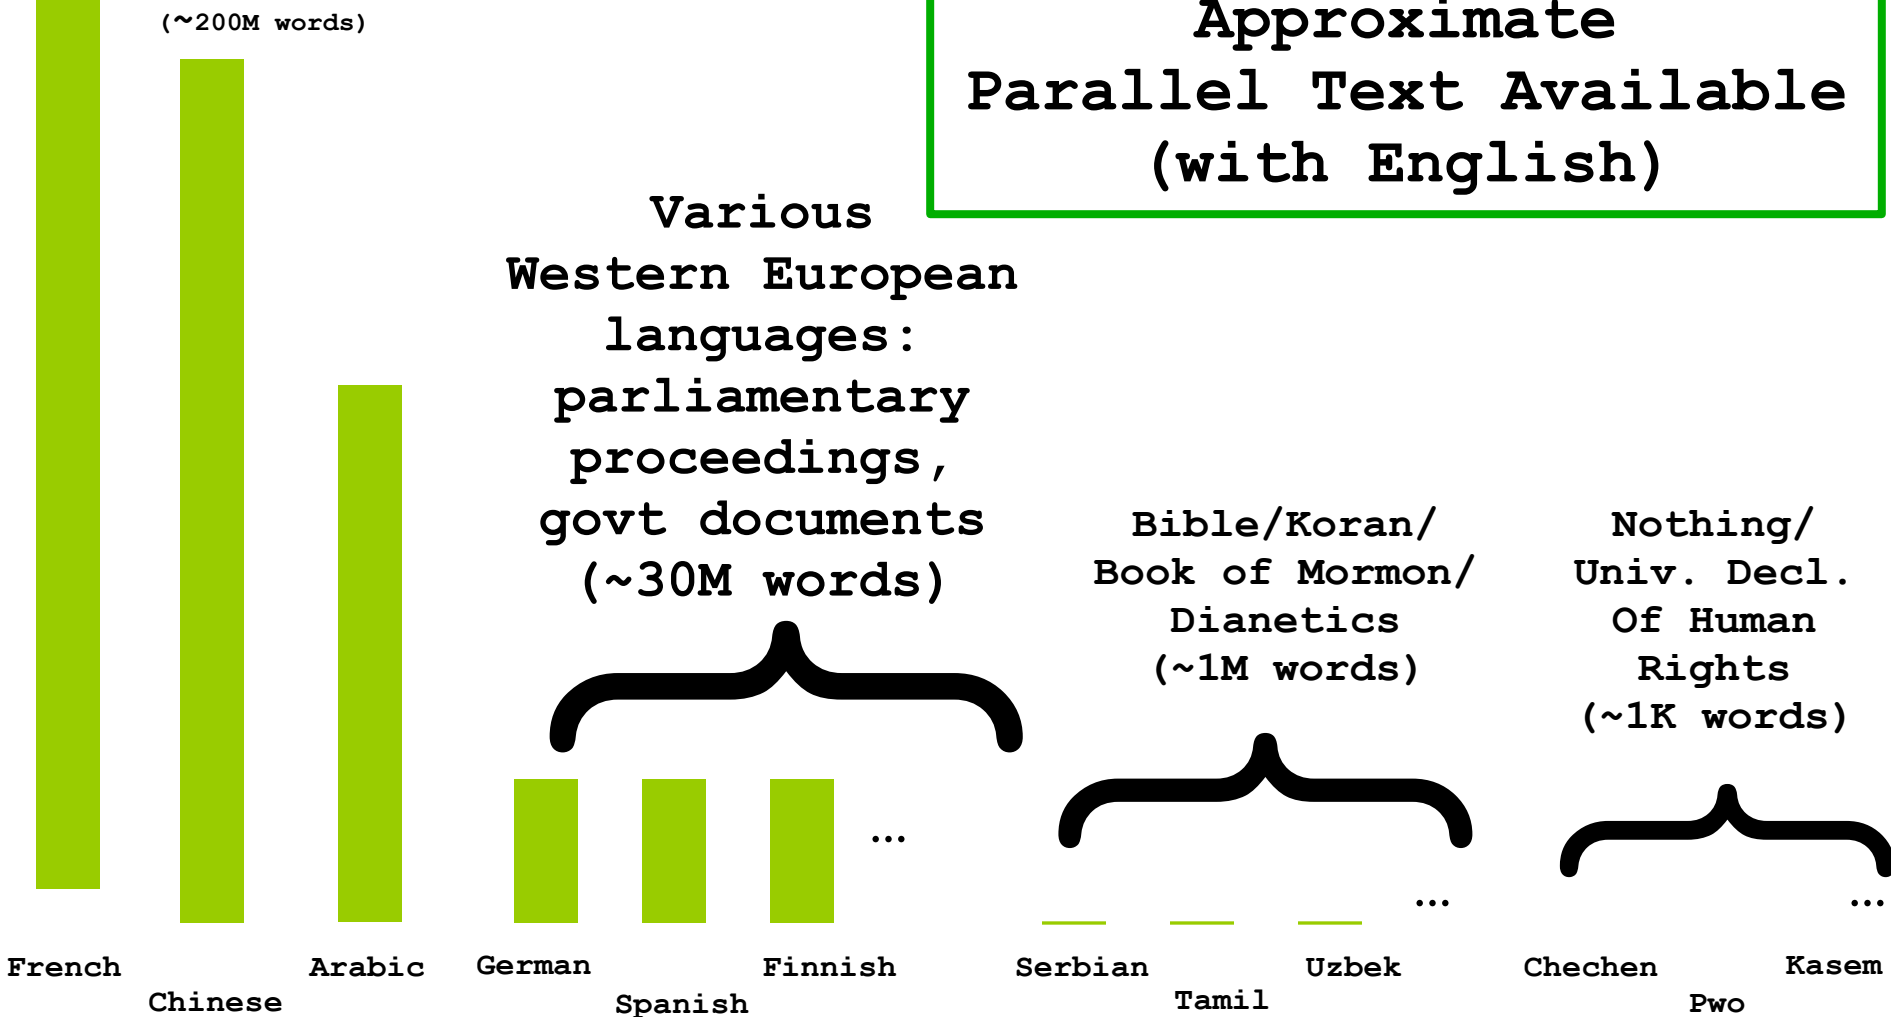 (~200M words)
Approximate
Parallel Text Available
(with English)
Various
Western European
languages:
parliamentary
proceedings,
govt documents
(~30M words)
Bible/Koran/
Book of Mormon/
Dianetics
(~1M words)
Nothing/
Univ. Decl.
Of Human
Rights
(~1K words)
...
...
...
French
Chinese
Arabic
German
Spanish
Finnish
Serbian
Tamil
Uzbek
Chechen
Pwo
Kasem